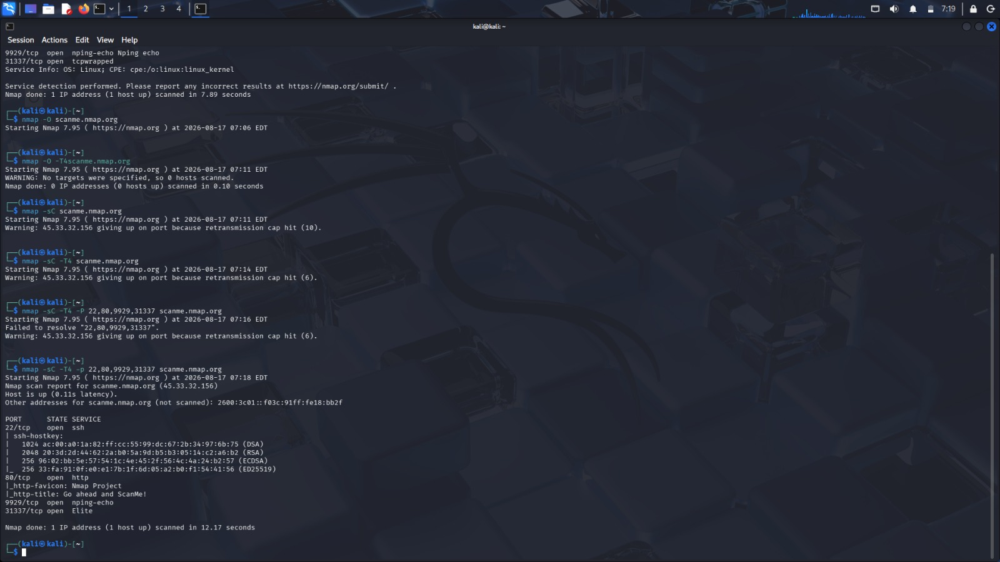 1 2 3 4 7:19
kali@kali: ~
Session Actions Edit View Help
9929/tcp open nping-echo Nping echo
31337/tcp open tcpwrapped
Service Info: OS: Linux; CPE: cpe:/o:linux:linux_kernel
Service detection performed. Please report any incorrect results at https://nmap.org/submit/ .
Nmap done: 1 IP address (1 host up) scanned in 7.89 seconds
┌──(kali㉿kali)-[~]
└─$ nmap -O scanme.nmap.org
Starting Nmap 7.95 ( https://nmap.org ) at 2026-08-17 07:06 EDT
┌──(kali㉿kali)-[~]
└─$ nmap -O -T4scanme.nmap.org
Starting Nmap 7.95 ( https://nmap.org ) at 2026-08-17 07:11 EDT
WARNING: No targets were specified, so 0 hosts scanned.
Nmap done: 0 IP addresses (0 hosts up) scanned in 0.10 seconds
┌──(kali㉿kali)-[~]
└─$ nmap -sC scanme.nmap.org
Starting Nmap 7.95 ( https://nmap.org ) at 2026-08-17 07:11 EDT
Warning: 45.33.32.156 giving up on port because retransmission cap hit (10).
┌──(kali㉿kali)-[~]
└─$ nmap -sC -T4 scanme.nmap.org
Starting Nmap 7.95 ( https://nmap.org ) at 2026-08-17 07:14 EDT
Warning: 45.33.32.156 giving up on port because retransmission cap hit (6).
┌──(kali㉿kali)-[~]
└─$ nmap -sC -T4 -P 22,80,9929,31337 scanme.nmap.org
Starting Nmap 7.95 ( https://nmap.org ) at 2026-08-17 07:16 EDT
Failed to resolve "22,80,9929,31337".
Warning: 45.33.32.156 giving up on port because retransmission cap hit (6).
┌──(kali㉿kali)-[~]
└─$ nmap -sC -T4 -p 22,80,9929,31337 scanme.nmap.org
Starting Nmap 7.95 ( https://nmap.org ) at 2026-08-17 07:18 EDT
Nmap scan report for scanme.nmap.org (45.33.32.156)
Host is up (0.11s latency).
Other addresses for scanme.nmap.org (not scanned): 2600:3c01::f03c:91ff:fe18:bb2f
PORT STATE SERVICE
22/tcp open ssh
| ssh-hostkey:
| 1024 ac:00:a0:1a:82:ff:cc:55:99:dc:67:2b:34:97:6b:75 (DSA)
| 2048 20:3d:2d:44:62:2a:b0:5a:9d:b5:b3:05:14:c2:a6:b2 (RSA)
| 256 96:02:bb:5e:57:54:1c:4e:45:2f:56:4c:4a:24:b2:57 (ECDSA)
|_ 256 33:fa:91:0f:e0:e1:7b:1f:6d:05:a2:b0:f1:54:41:56 (ED25519)
80/tcp open http
|_http-favicon: Nmap Project
|_http-title: Go ahead and ScanMe!
9929/tcp open nping-echo
31337/tcp open Elite
Nmap done: 1 IP address (1 host up) scanned in 12.17 seconds
┌──(kali㉿kali)-[~]
└─$